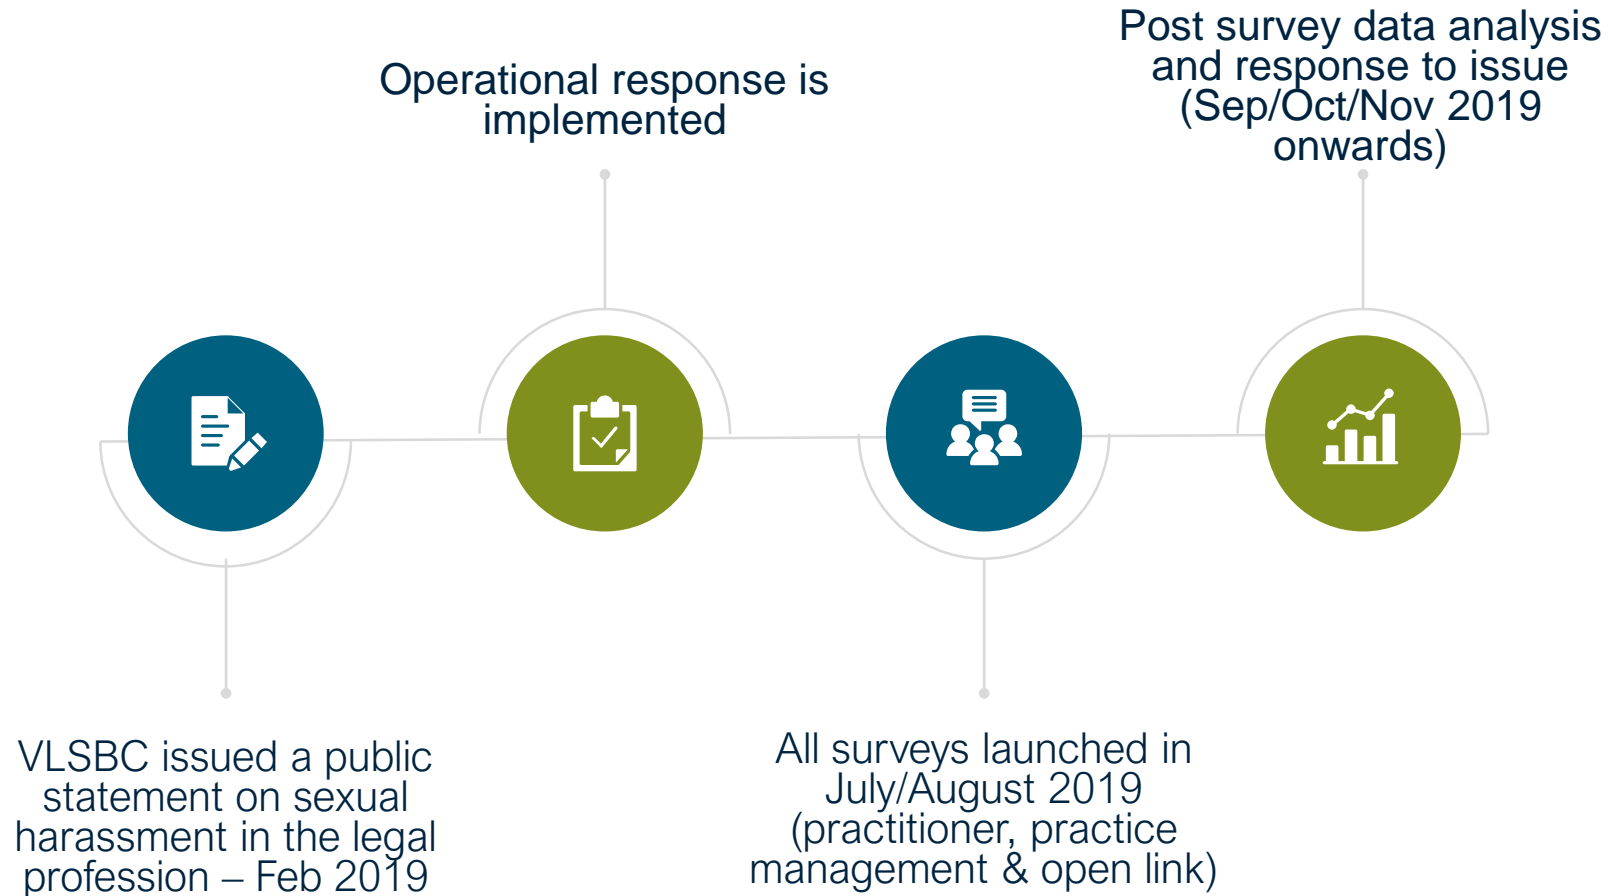 VLSBC issued a public
statement on sexual
harassment in the legal
profession – Feb 2019
Operational response is
implemented
All surveys launched in
July/August 2019
(practitioner, practice
management & open link)
Post survey data analysis
and response to issue
(Sep/Oct/Nov 2019
onwards)